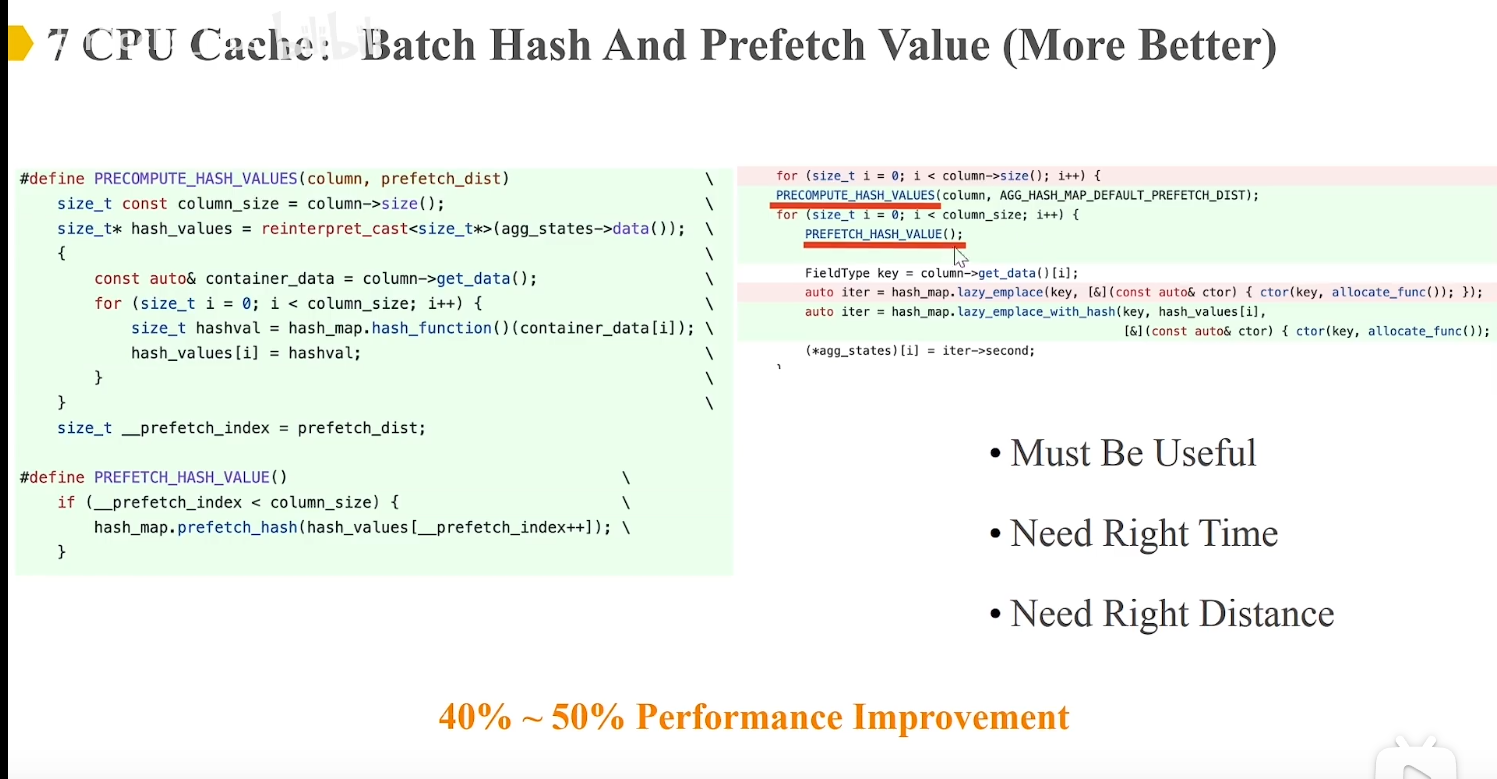 7 CPU Cache: Batch Hash And Prefetch Value (More Better)
#define PRECOMPUTE_HASH_VALUES(column, prefetch_dist) \
size_t const column_size = column->size(); \
size_t* hash_values = reinterpret_cast<size_t*>(agg_states->data()); \
{ \
const auto& container_data = column->get_data(); \
for (size_t i = 0; i < column_size; i++) { \
size_t hashval = hash_map.hash_function()(container_data[i]); \
hash_values[i] = hashval; \
} \
} \
size_t __prefetch_index = prefetch_dist;
#define PREFETCH_HASH_VALUE() \
if (__prefetch_index < column_size) { \
hash_map.prefetch_hash(hash_values[__prefetch_index++]); \
}
for (size_t i = 0; i < column->size(); i++) {
PRECOMPUTE_HASH_VALUES(column, AGG_HASH_MAP_DEFAULT_PREFETCH_DIST);
for (size_t i = 0; i < column_size; i++) {
PREFETCH_HASH_VALUE();
FieldType key = column->get_data()[i];
auto iter = hash_map.lazy_emplace(key, [&](const auto& ctor) { ctor(key, allocate_func()); });
auto iter = hash_map.lazy_emplace_with_hash(key, hash_values[i],
[&](const auto& ctor) { ctor(key, allocate_func());
(*agg_states)[i] = iter->second;
• Must Be Useful
• Need Right Time
• Need Right Distance
40% ~ 50% Performance Improvement